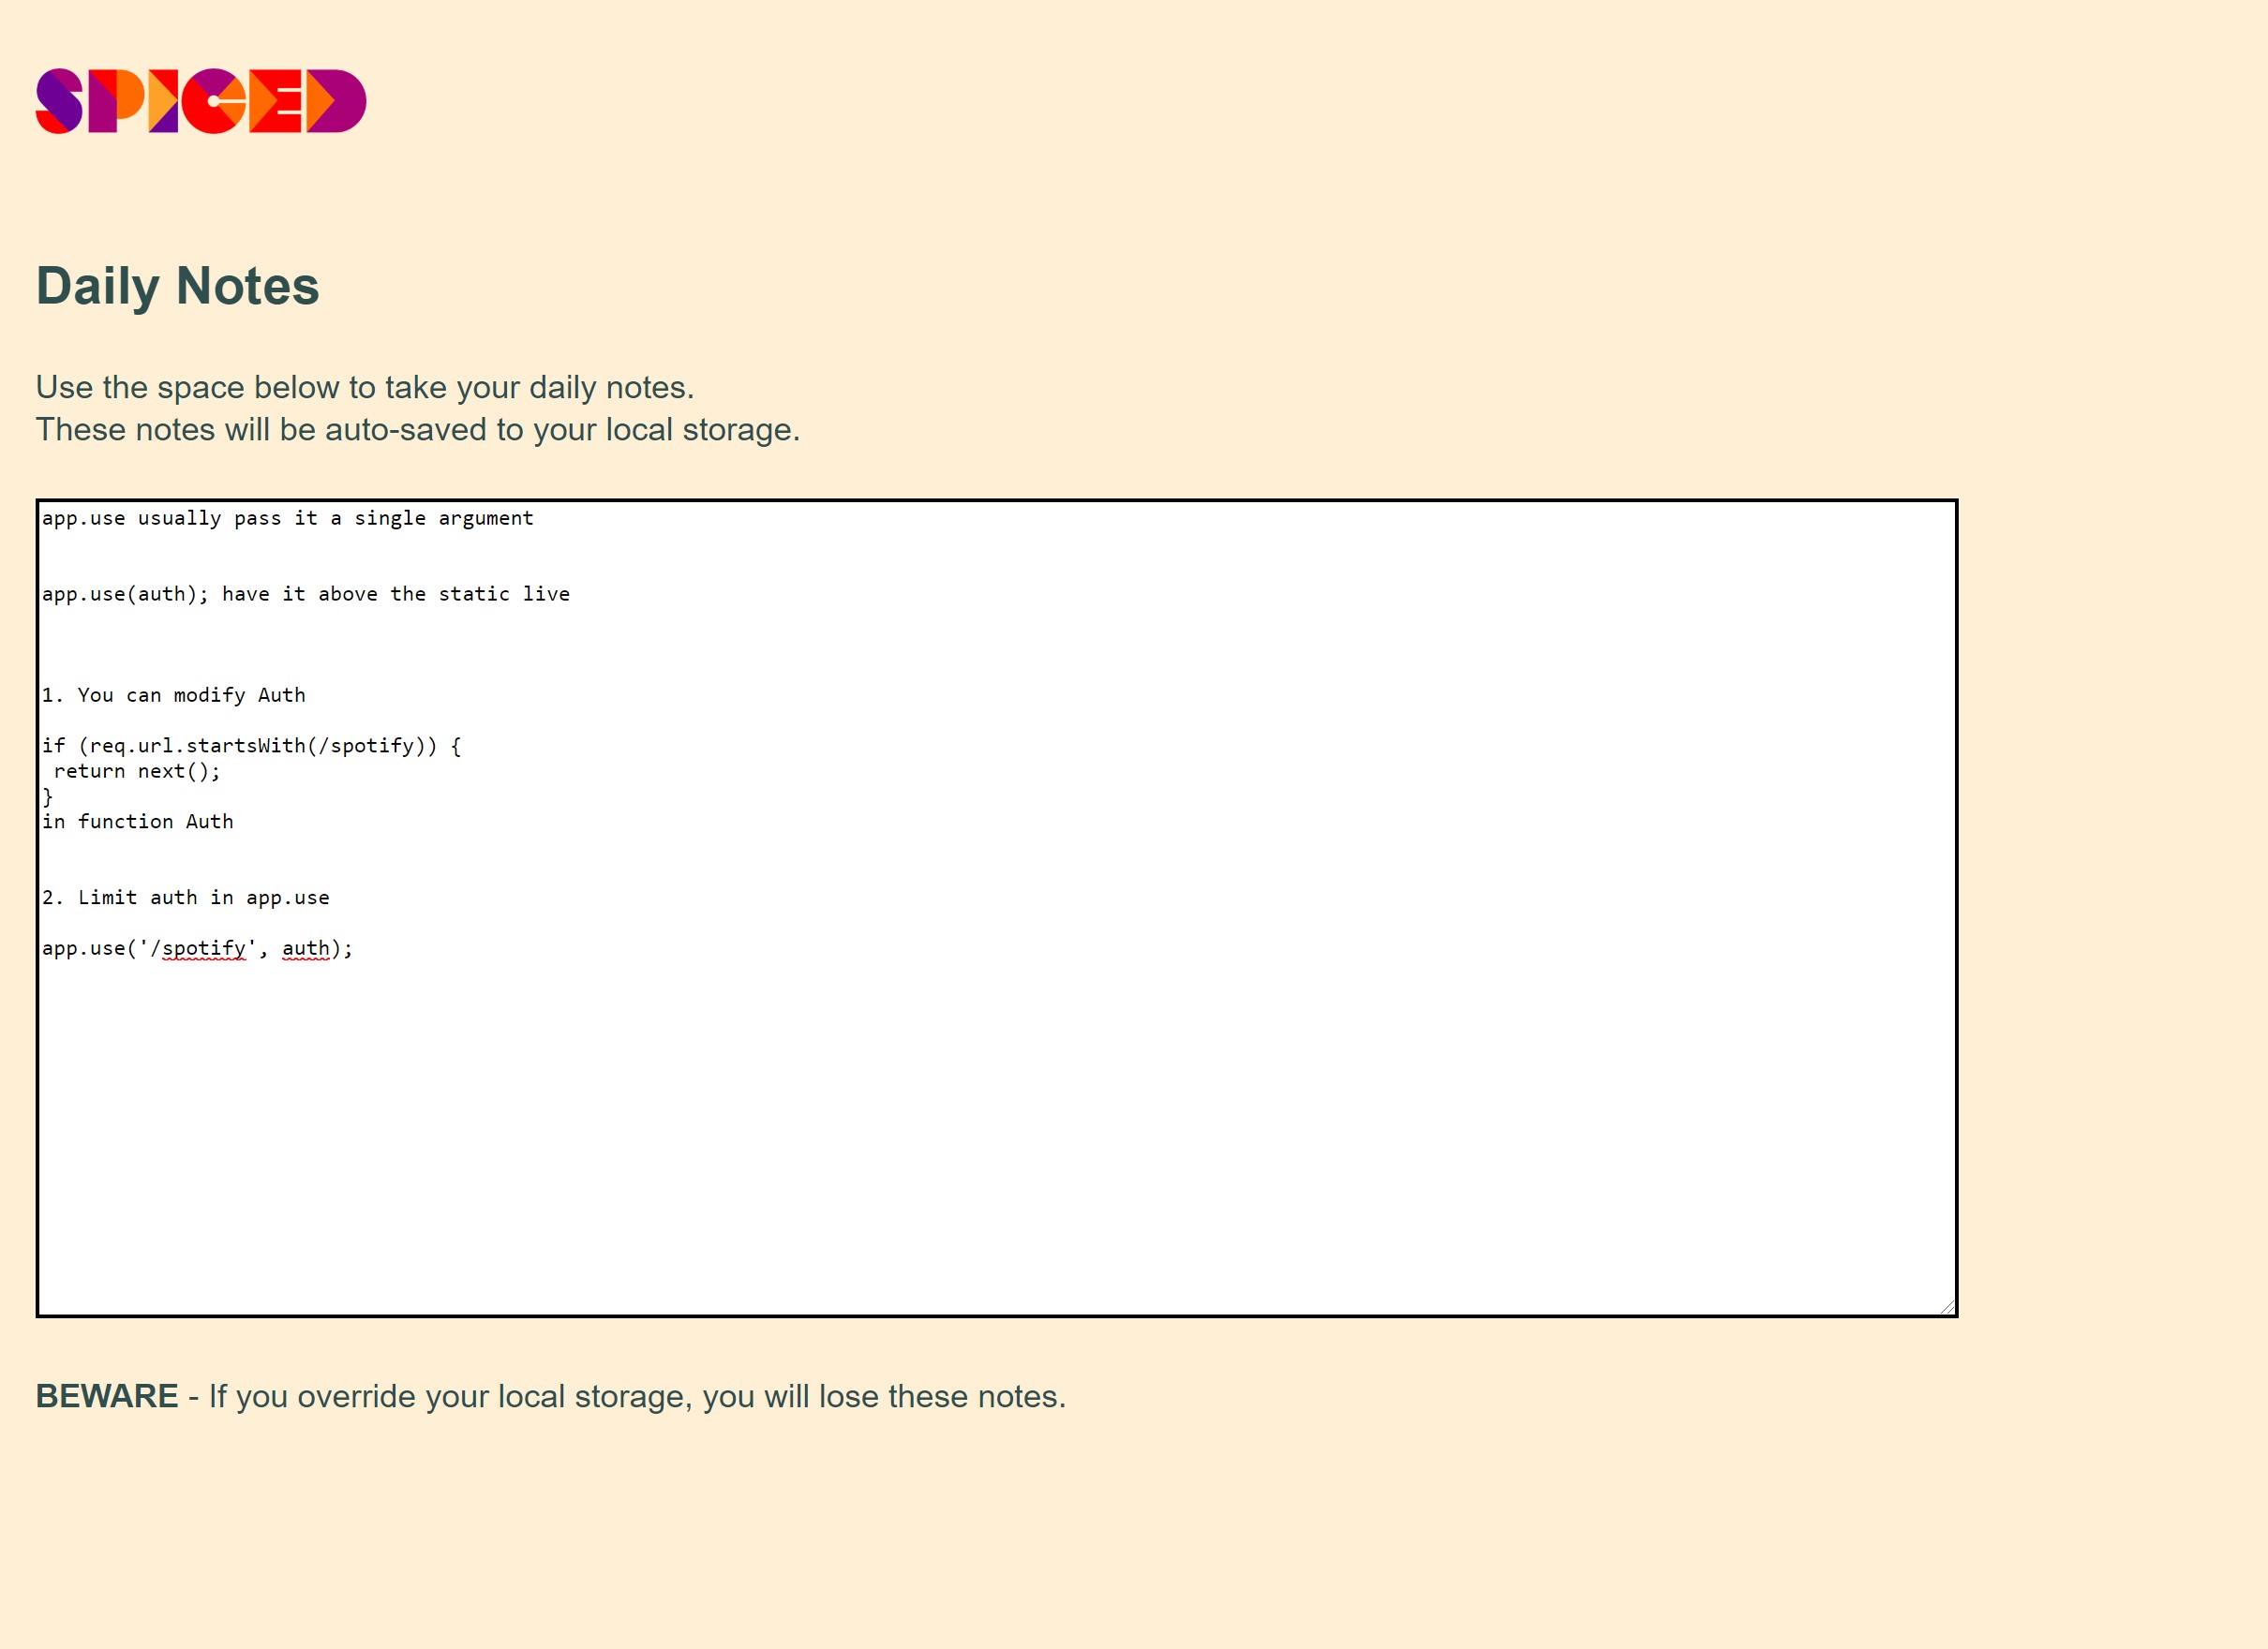 SPICED
Daily Notes
Use the space below to take your daily notes.
These notes will be auto-saved to your local storage.
app.use usually pass it a single argument
app.use(auth); have it above the static live
1. You can modify Auth
if (req.url.startsWith(/spotify)) {
 return next();
}
in function Auth
2. Limit auth in app.use
app.use('/spotify', auth);
BEWARE - If you override your local storage, you will lose these notes.